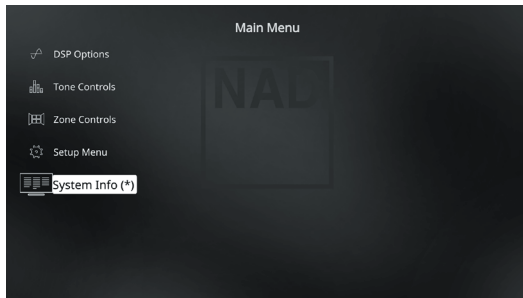 Main Menu
DSP Options
Tone Controls
NAD
Zone Controls
Setup Menu
System Info (*)